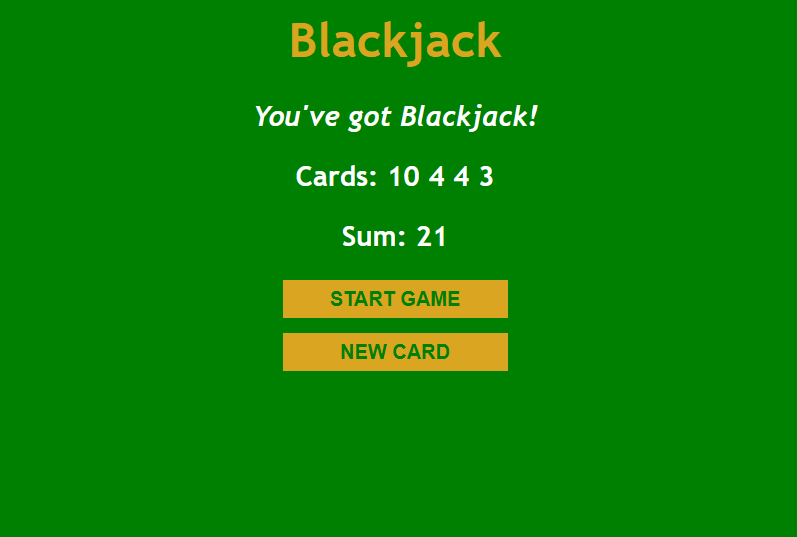 Blackjack
You've got Blackjack!
Cards: 10 4 4 3
Sum: 21
START GAME
NEW CARD